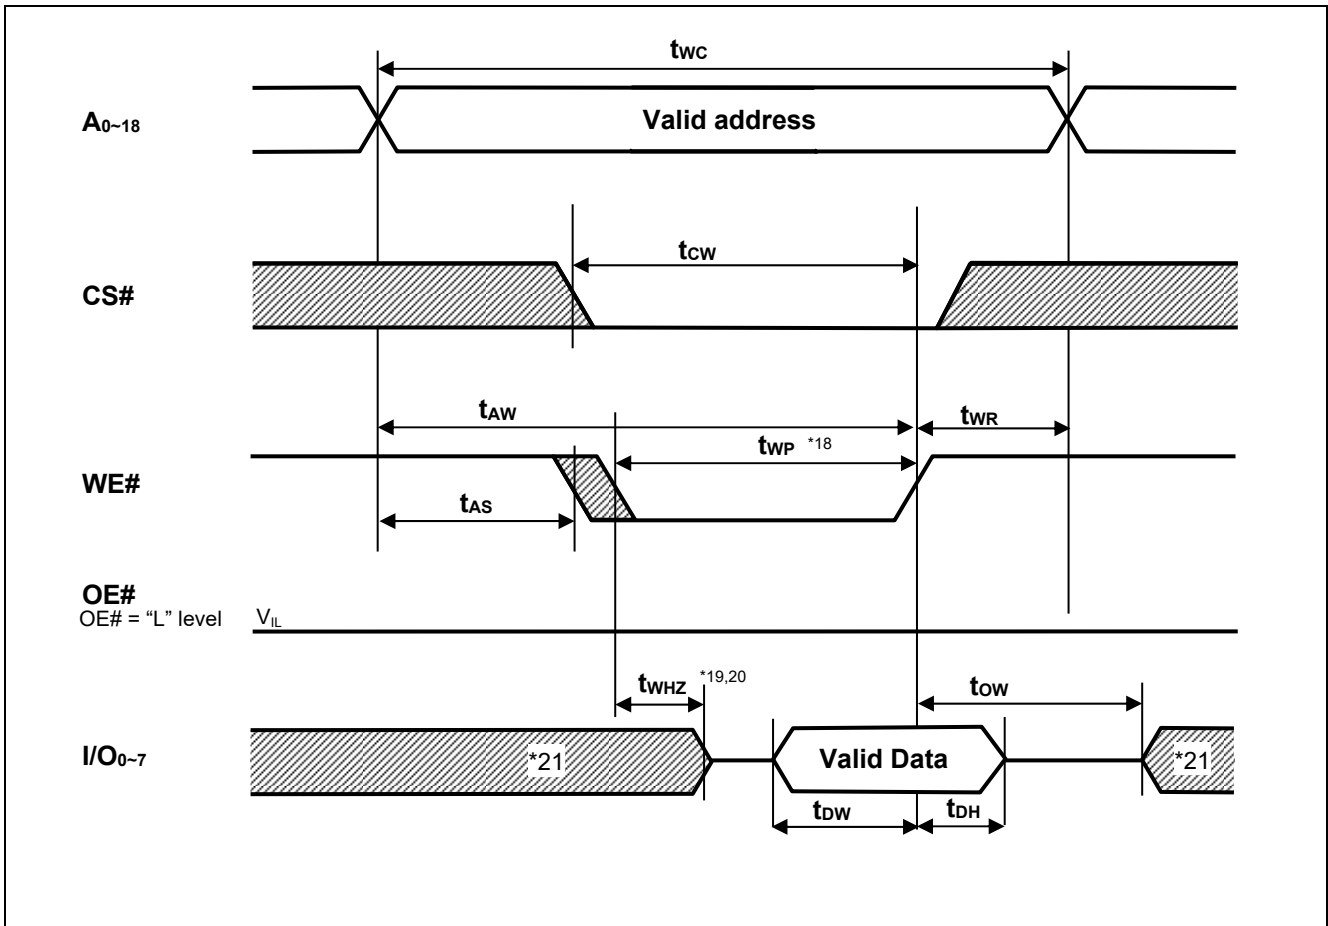 tWC
A0~18
Valid address
tCW
CS#
tAW
tWR
tWP *18
WE#
tAS
OE#
OE# = “L” level
VIL
tWHZ *19,20
tOW
I/O0~7
*21
Valid Data
*21
tDW
tDH